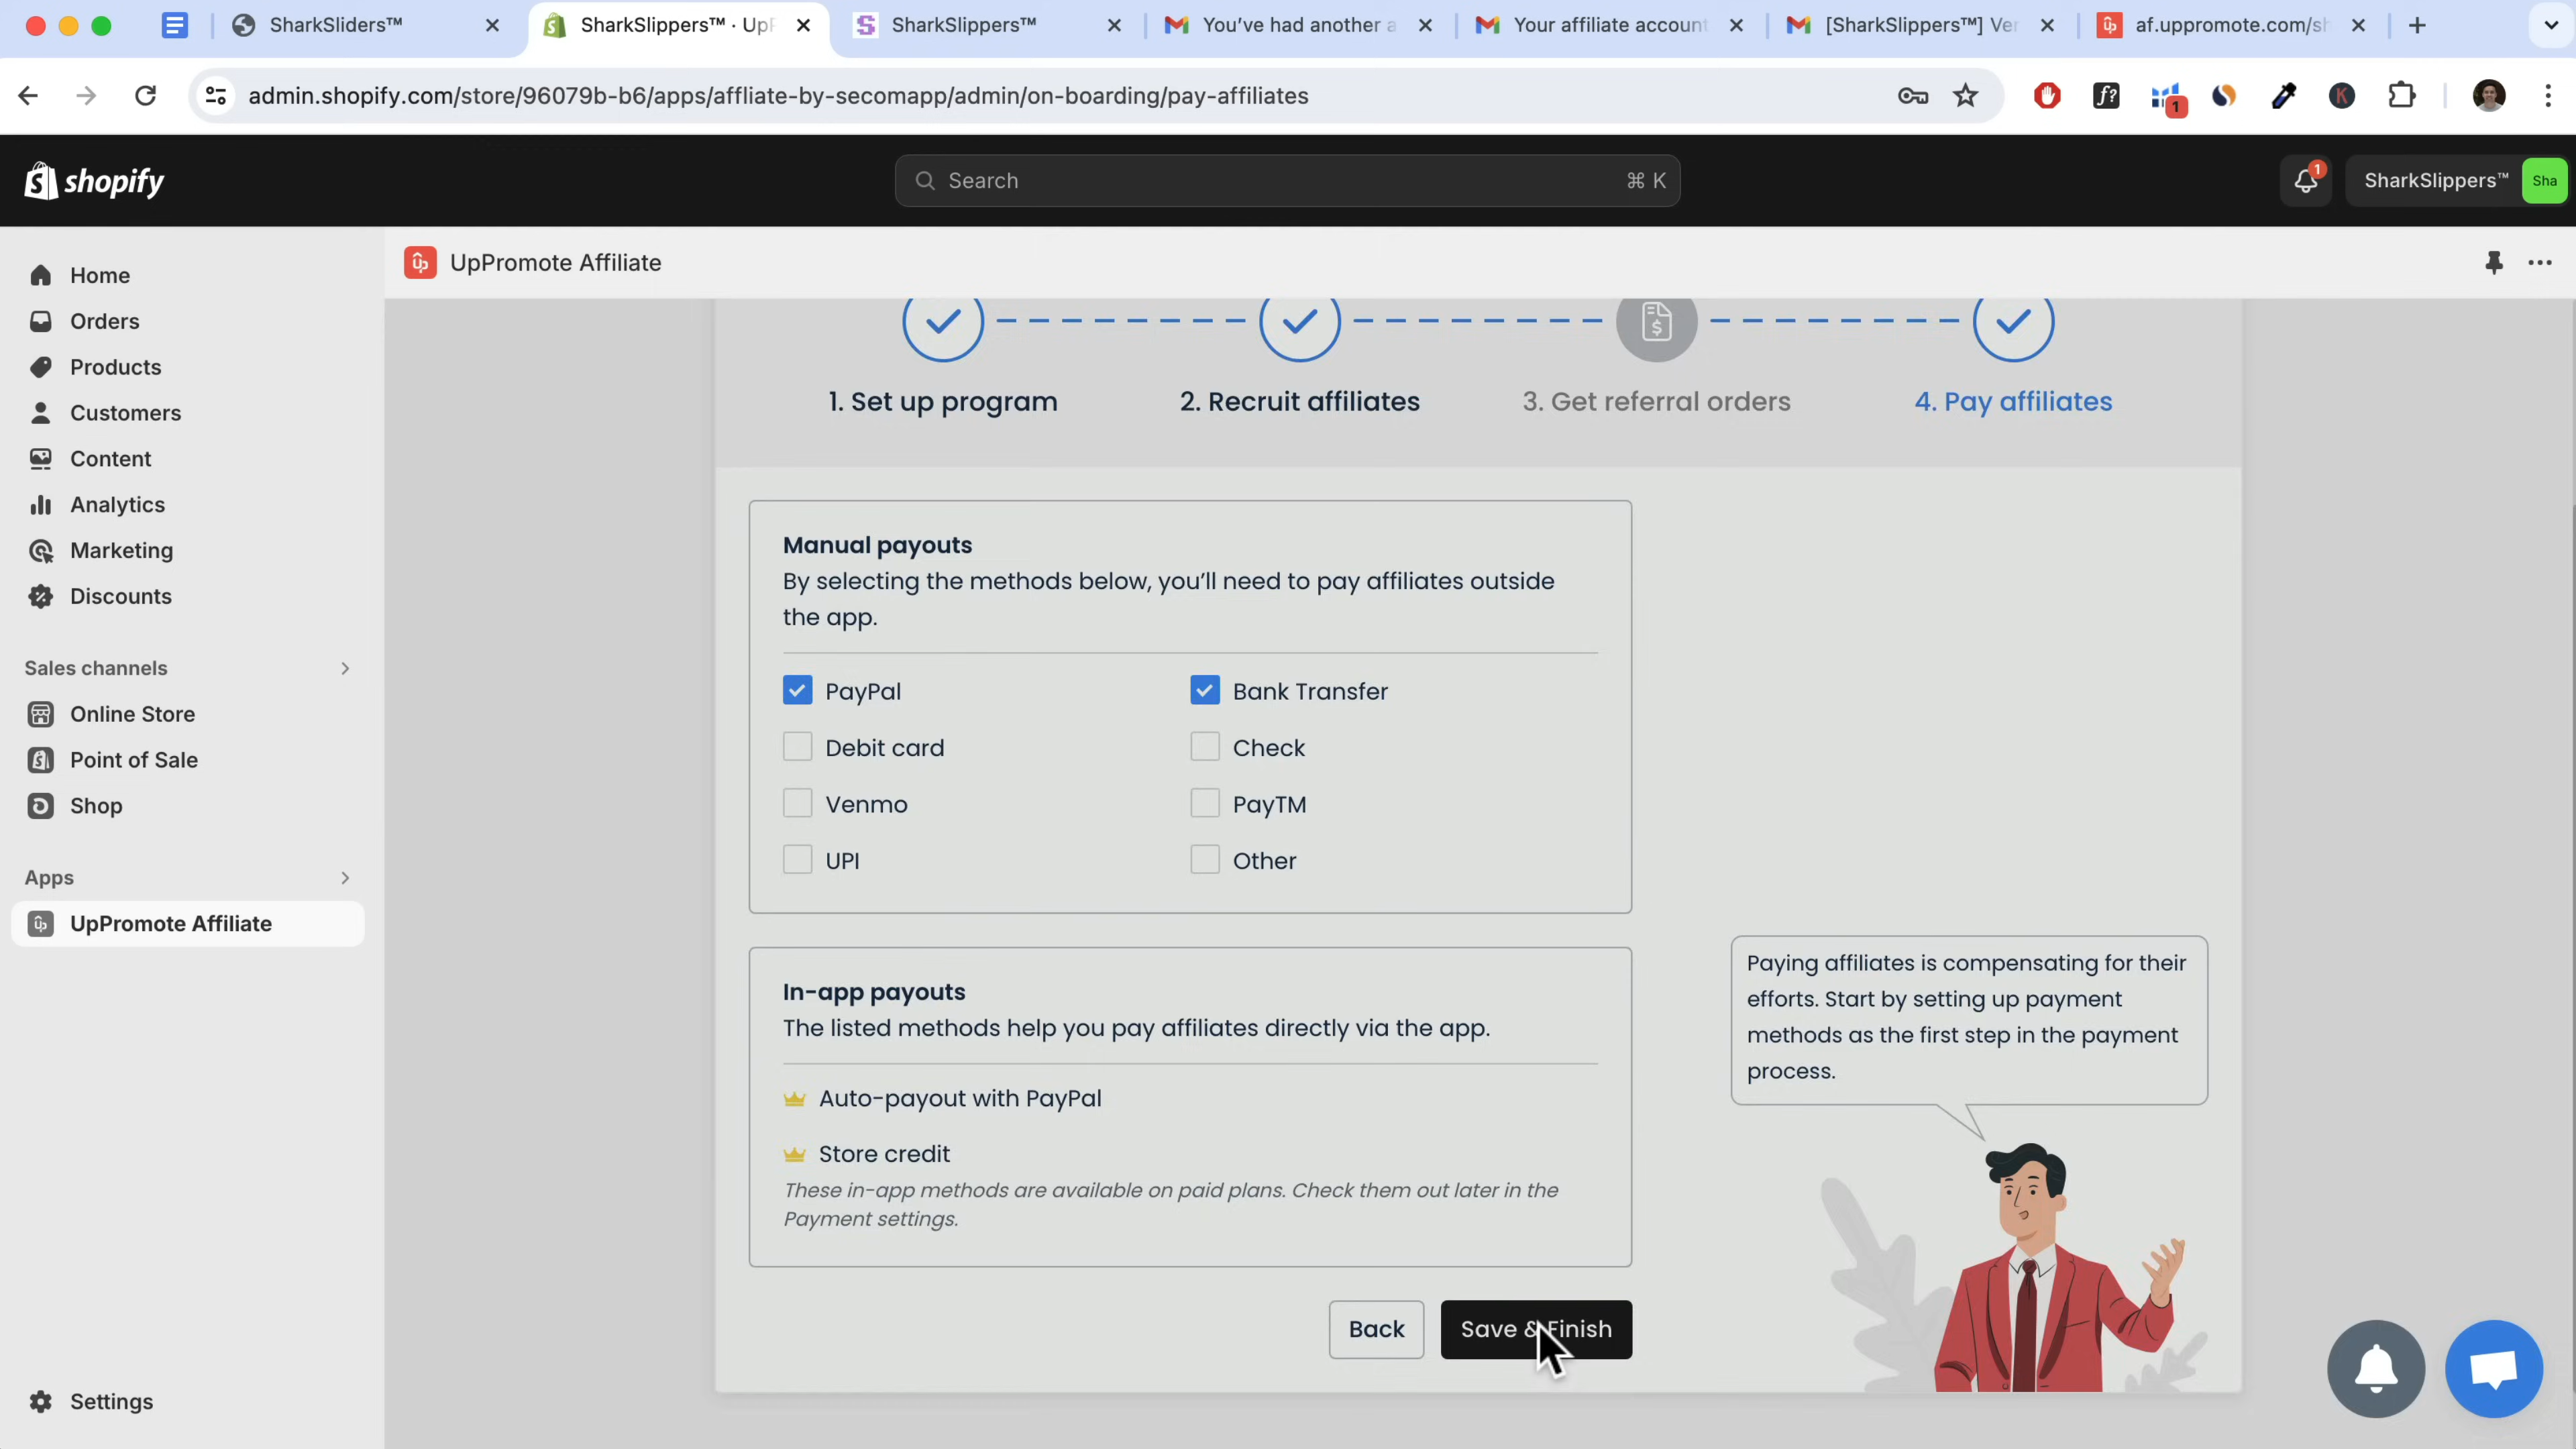 SharkSliders™
SharkSlippers™ · Up
SharkSlippers™
You've had another a
Your affiliate account
[SharkSlippers™] Ver
af.uppromote.com/sh
admin.shopify.com/store/96079b-b6/apps/affliate-by-secomapp/admin/on-boarding/pay-affiliates
f?
1
K
shopify
Search
⌘ K
1
SharkSlippers™
Sha
UpPromote Affiliate
Home
Orders
Products
Customers
Content
Analytics
Marketing
Discounts
Sales channels
Online Store
Point of Sale
Shop
Apps
UpPromote Affiliate
Settings
1. Set up program
2. Recruit affiliates
3. Get referral orders
4. Pay affiliates
Manual payouts
By selecting the methods below, you'll need to pay affiliates outside
the app.
PayPal
Bank Transfer
Debit card
Check
Venmo
PayTM
UPI
Other
In-app payouts
The listed methods help you pay affiliates directly via the app.
Auto-payout with PayPal
Store credit
These in-app methods are available on paid plans. Check them out later in the
Payment settings.
Back
Save & Finish
Paying affiliates is compensating for their
efforts. Start by setting up payment
methods as the first step in the payment
process.